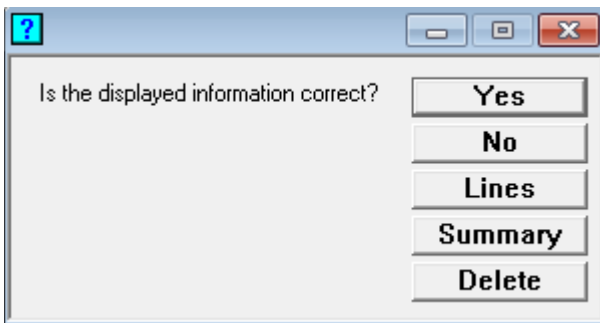 ?
Is the displayed information correct?
Yes
No
Lines
Summary
Delete